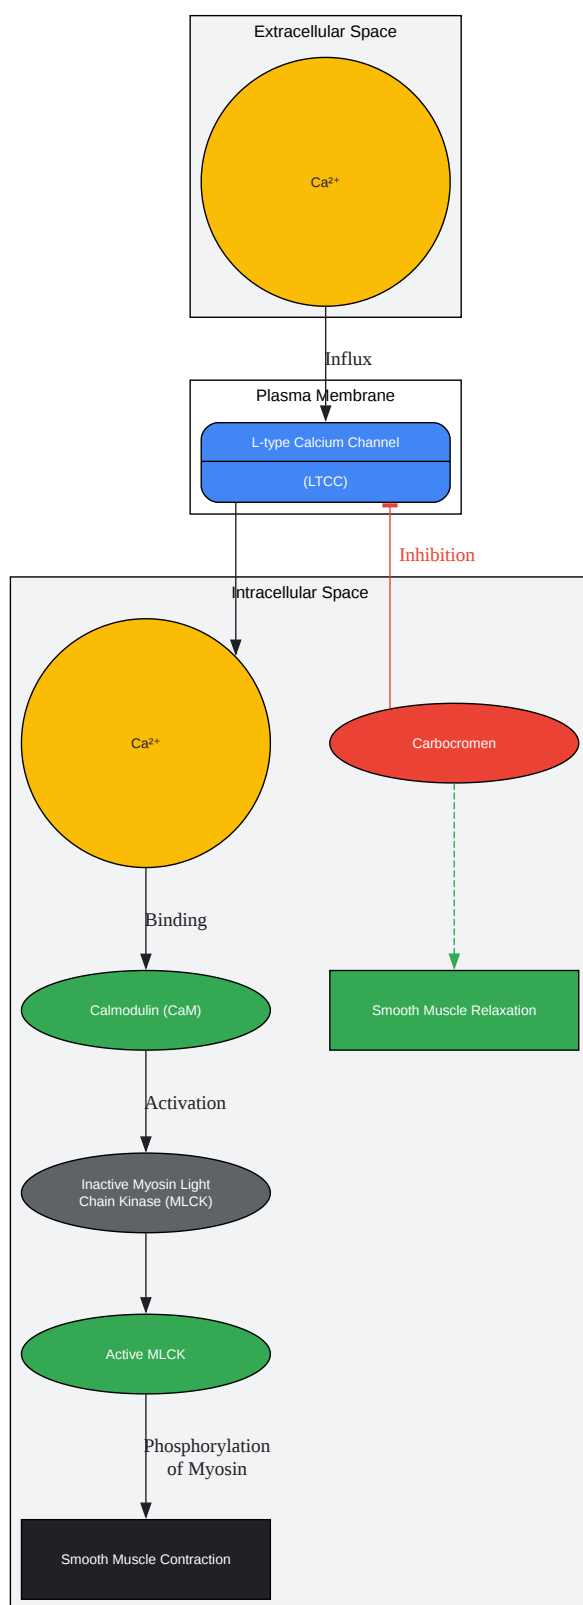 Extracellular Space
Ca²⁺
Influx
Plasma Membrane
L-type Calcium Channel
(LTCC)
Inhibition
Intracellular Space
Ca²⁺
Carbocromen
Binding
Calmodulin (CaM)
Smooth Muscle Relaxation
Activation
Inactive Myosin Light
Chain Kinase (MLCK)
Active MLCK
Phosphorylation
of Myosin
Smooth Muscle Contraction